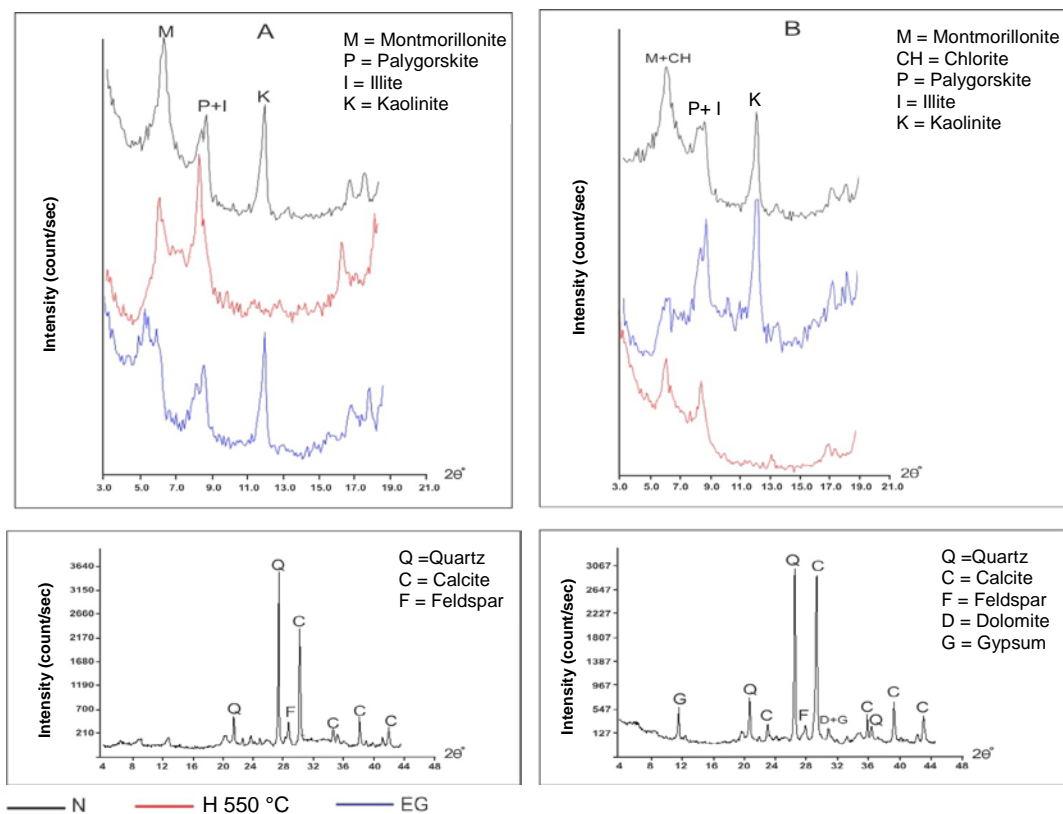 A
M = Montmorillonite
P = Palygorskite
I = Illite
K = Kaolinite
M
P+I
K
Intensity (count/sec)
2θ°
3.0 5.0 7.0 9.0 11.0 13.0 15.0 17.0 19.0 21.0
B
M = Montmorillonite
CH = Chlorite
P = Palygorskite
I = Illite
K = Kaolinite
M+CH
P+ I
K
Intensity (count/sec)
2θ°
3.0 5.0 7.0 9.0 11.0 13.0 15.0 17.0 19.0 21.0
Q =Quartz
C = Calcite
F = Feldspar
Intensity (count/sec)
3640
3150
2660
2170
1680
1190
700
210
Q
Q
F
C
C
C
C
2θ°
4 8 12 16 20 24 28 32 36 40 44 48
Q =Quartz
C = Calcite
F = Feldspar
D = Dolomite
G = Gypsum
Intensity (count/sec)
3067
2647
2227
1807
1387
967
547
127
G
Q
C
Q
F
C
D+G
C
Q
C
C
2θ°
4 8 12 16 20 24 28 32 36 40 44 48
N H 550 °C EG